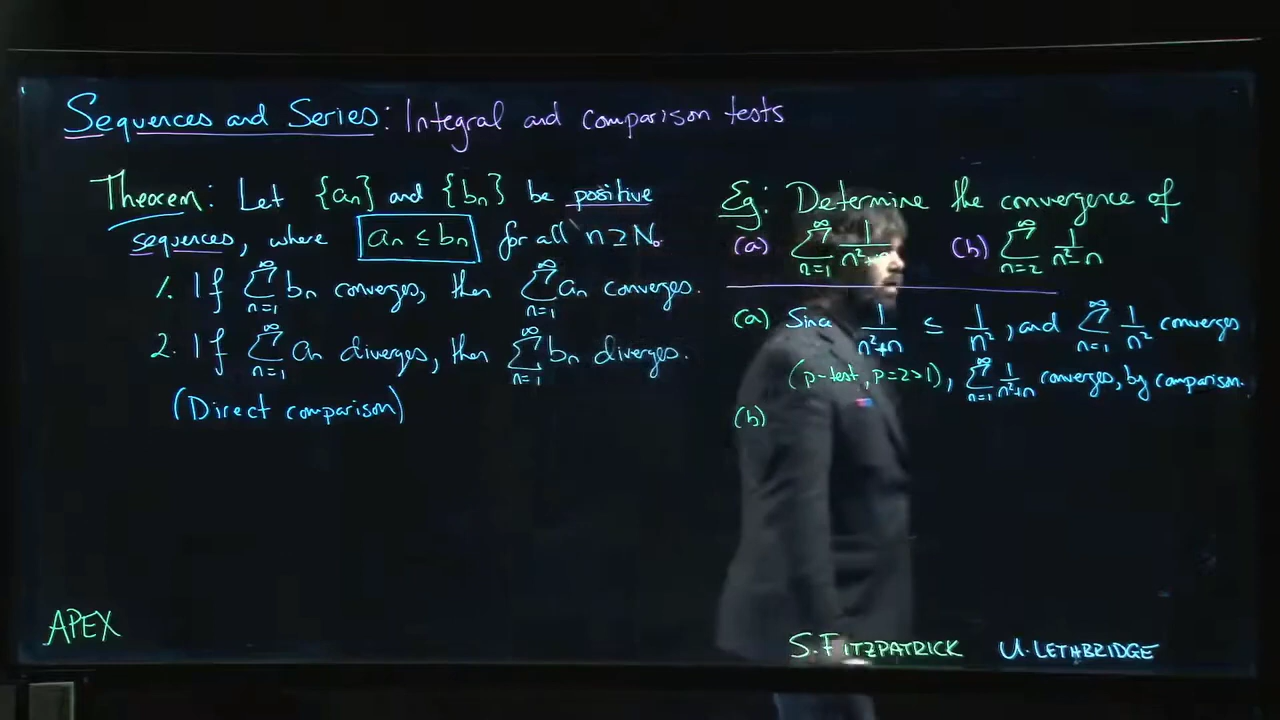 Sequences and Series: Integral and comparison tests
Theorem: Let {aₙ} and {bₙ} be positive
sequences, where aₙ ≤ bₙ for all n ≥ N₀.
1. If ∑_{n=1}^{∞} bₙ converges, then ∑_{n=1}^{∞} aₙ converges.
2. If ∑_{n=1}^{∞} aₙ diverges, then ∑_{n=1}^{∞} bₙ diverges.
(Direct comparison)
Eg: Determine the convergence of
(a) ∑_{n=1}^{∞} 1/(n²+n) (b) ∑_{n=2}^{∞} 1/(n²-n)
(a) Since 1/(n²+n) ≤ 1/n², and ∑_{n=1}^{∞} 1/n² converges
(p-test, p=2>1), ∑_{n=1}^{∞} 1/(n²+n) converges, by comparison.
(b)
APEX
S. FITZPATRICK U. LETHBRIDGE